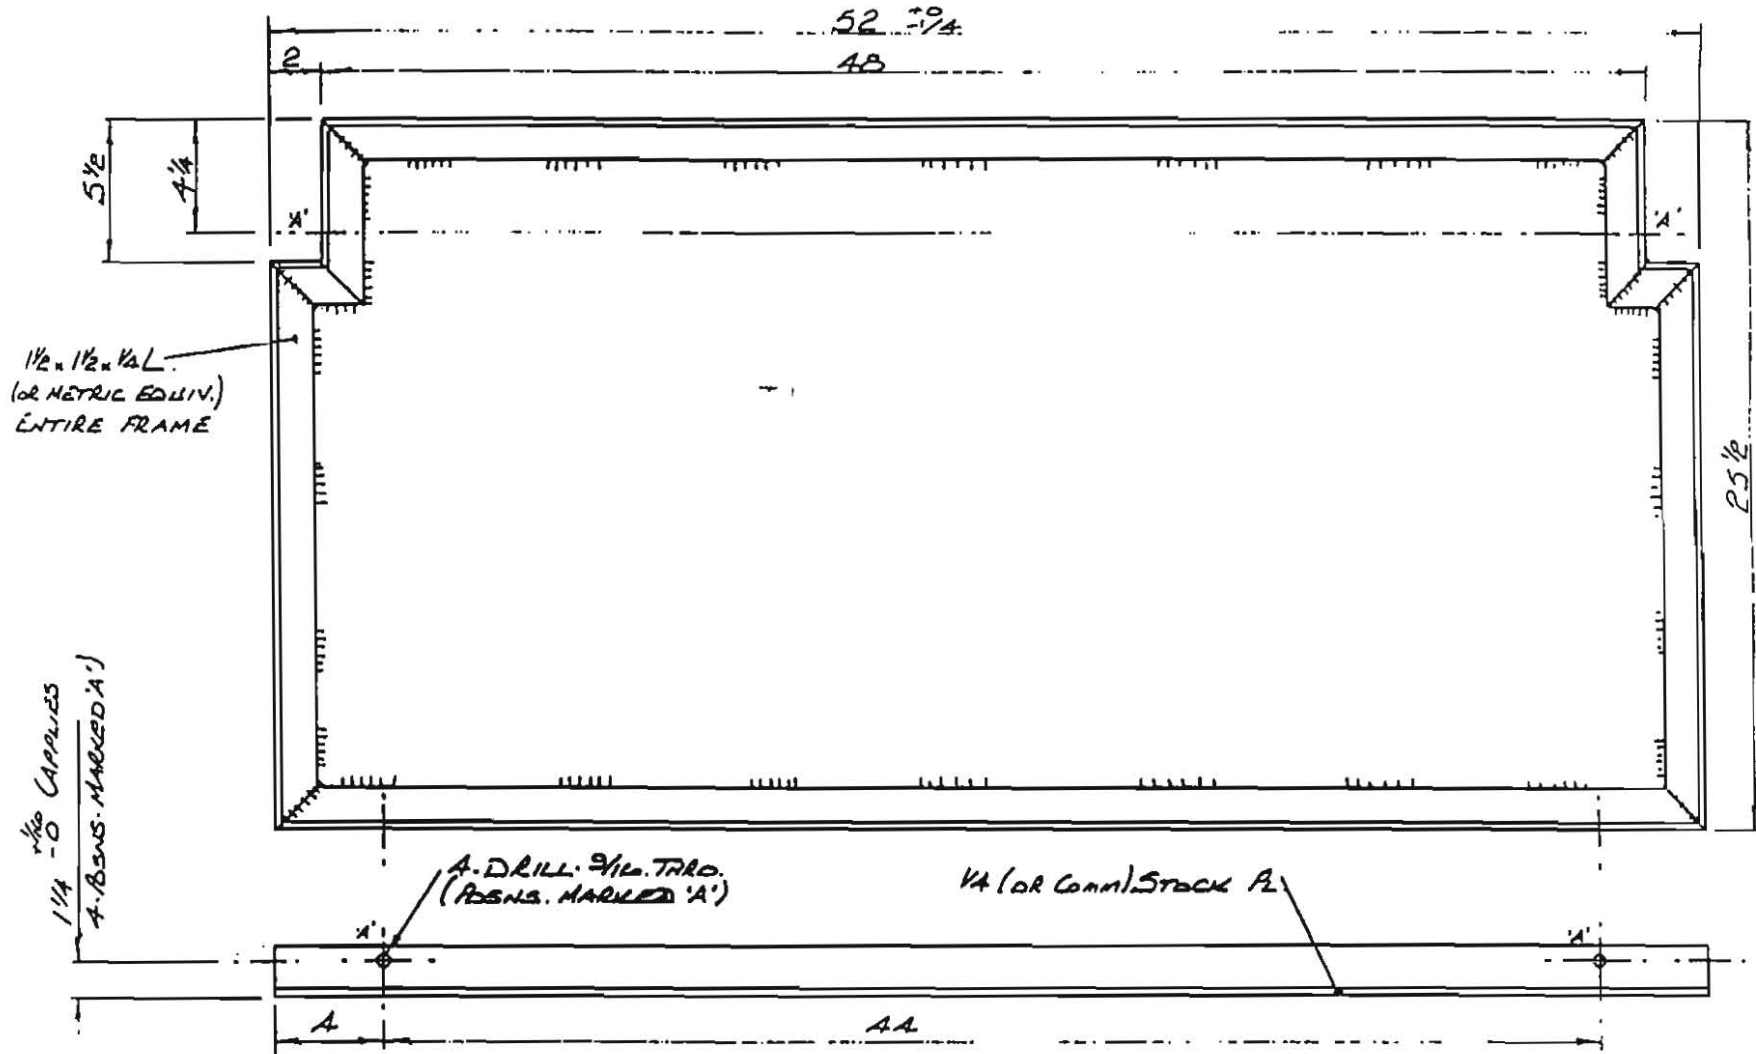 52 +0 -1/4
2
48
5 1/2
4 1/4
'A'
'A'
1 1/2 x 1 1/2 x 1/4 L.
(OR METRIC EQUIV.)
ENTIRE FRAME
25 1/2
1 1/4 +1/16 -0 (APPLIES
4-POSNS. MARKED 'A')
4-DRILL. 9/16. THRO.
(POSNS. MARKED 'A')
1/4 (OR COMM) STOCK PL
'A'
'A'
4
44